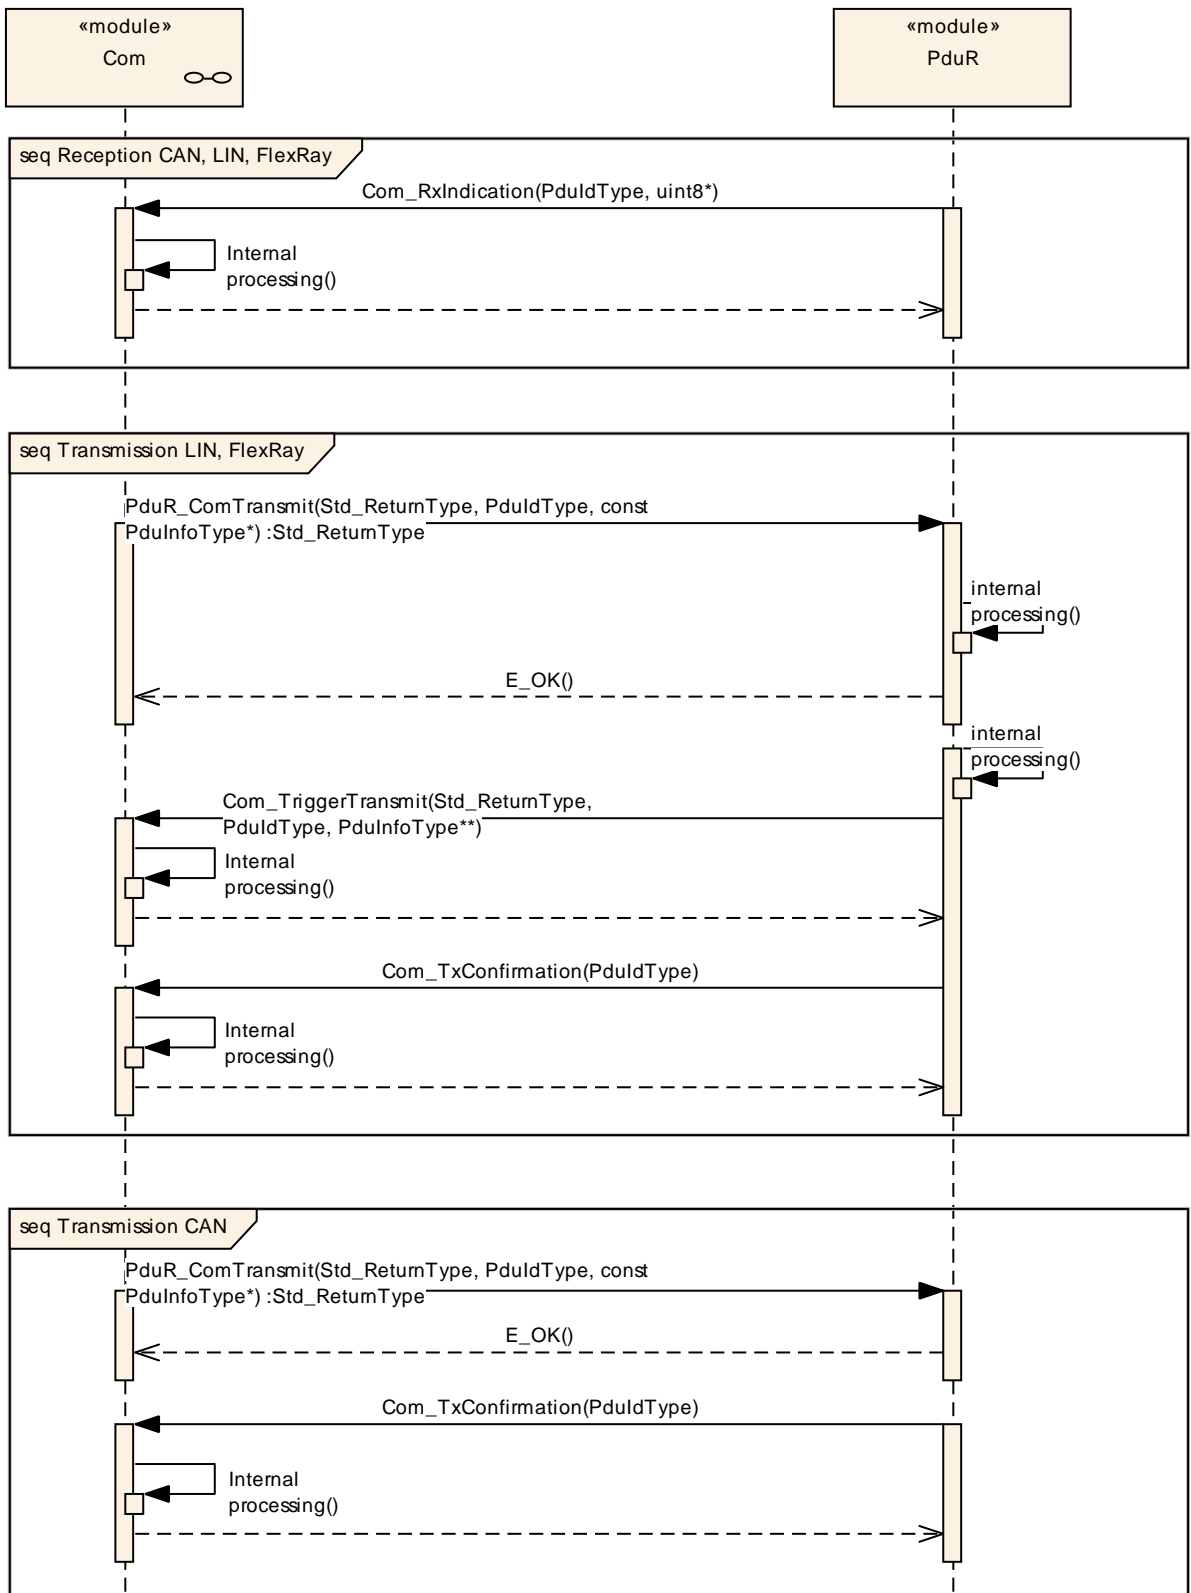 «module»
Com
«module»
PduR
seq Reception CAN, LIN, FlexRay
Com_RxIndication(PduIdType, uint8*)
Internal
processing()
seq Transmission LIN, FlexRay
PduR_ComTransmit(Std_ReturnType, PduIdType, const
PduInfoType*) :Std_ReturnType
internal
processing()
E_OK()
internal
processing()
Com_TriggerTransmit(Std_ReturnType,
PduIdType, PduInfoType**)
Internal
processing()
Com_TxConfirmation(PduIdType)
Internal
processing()
seq Transmission CAN
PduR_ComTransmit(Std_ReturnType, PduIdType, const
PduInfoType*) :Std_ReturnType
E_OK()
Com_TxConfirmation(PduIdType)
Internal
processing()